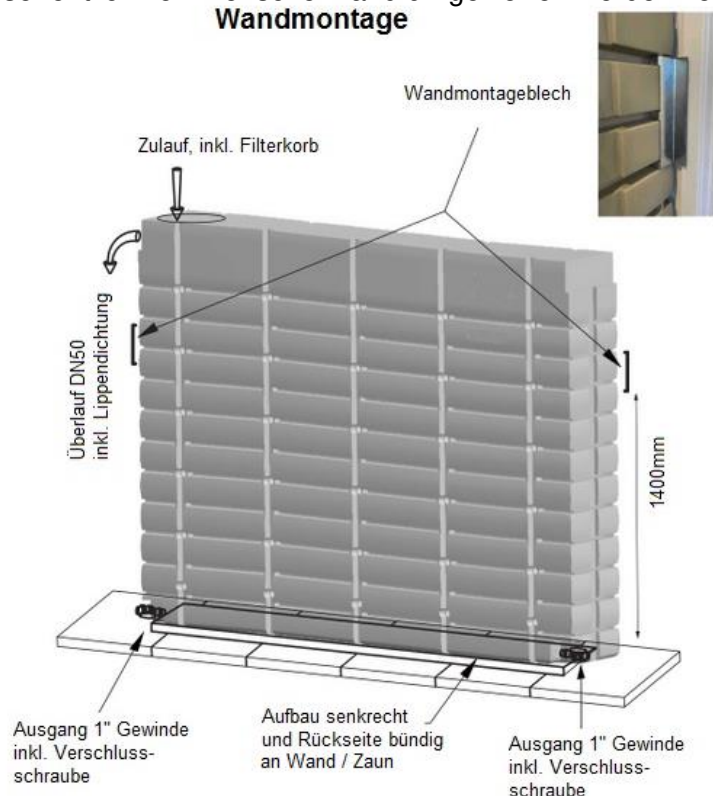 Wandmontage
Wandmontageblech
Zulauf, inkl. Filterkorb
Überlauf DN50
inkl. Lippendichtung
1400mm
Ausgang 1" Gewinde
inkl. Verschluss-
schraube
Aufbau senkrecht
und Rückseite bündig
an Wand / Zaun
Ausgang 1" Gewinde
inkl. Verschluss-
schraube